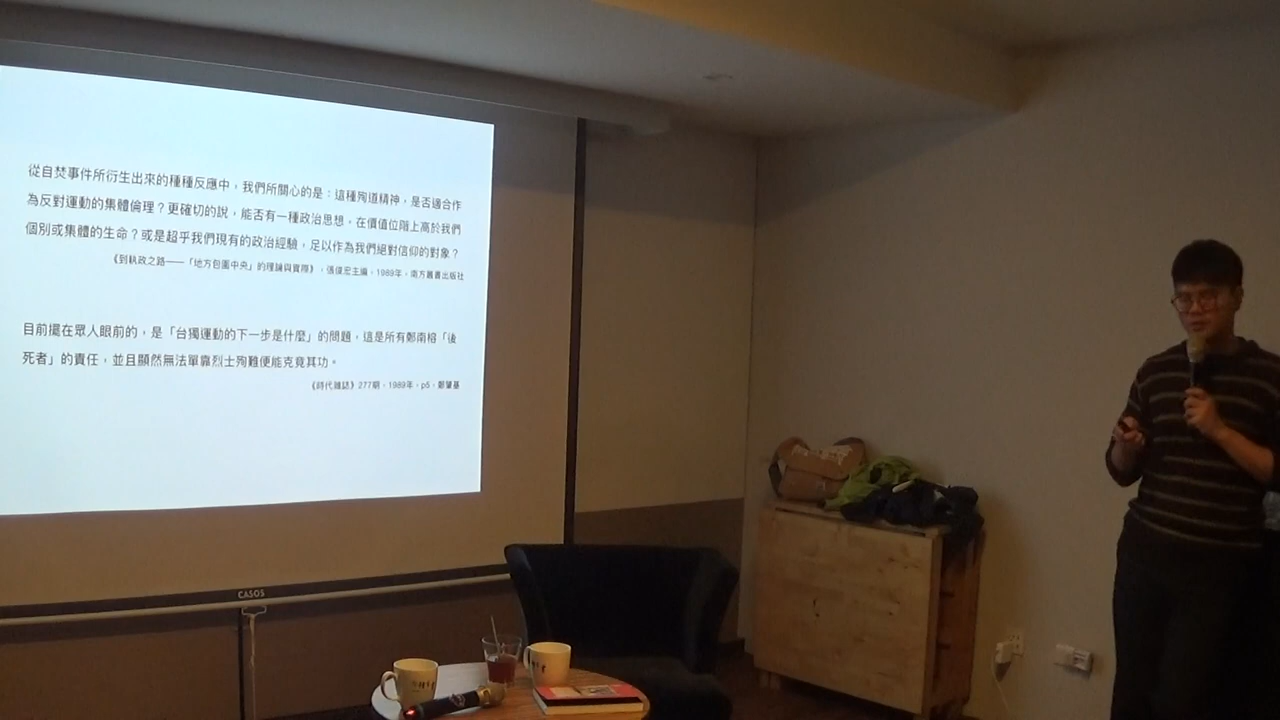 從自焚事件所衍生出來的種種反應中，我們所關心的是：這種殉道精神，是否適合作
為反對運動的集體倫理？更確切的說，能否有一種政治思想，在價值位階上高於我們
個別或集體的生命？或是超乎我們現有的政治經驗，足以作為我們絕對信仰的對象？
《到執政之路——「地方包圍中央」的理論與實際》，張俊宏主編，1989年，南方叢書出版社
目前擺在眾人眼前的，是「台獨運動的下一步是什麼」的問題，這是所有鄭南榕「後
死者」的責任，並且顯然無法單靠烈士殉難便能克竟其功。
《時代雜誌》277期，1989年，p5，鄭肇基
CASOS